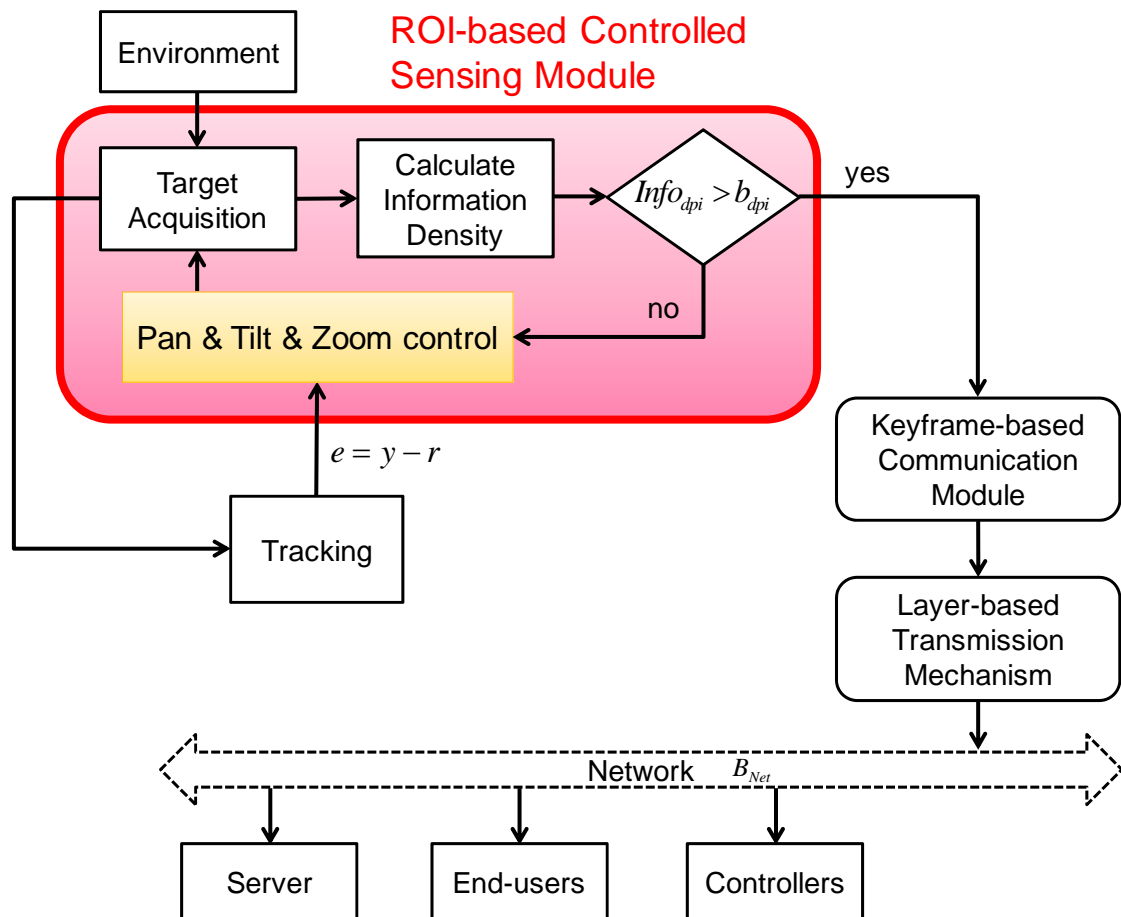 ROI-based Controlled
Sensing Module
Environment
Target
Acquisition
Calculate
Information
Density
Info_dpi > b_dpi
yes
no
Pan & Tilt & Zoom control
e = y − r
Tracking
Keyframe-based
Communication
Module
Layer-based
Transmission
Mechanism
Network B_Net
Server
End-users
Controllers